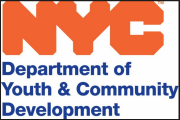 NYC
Department of
Youth & Community
Development